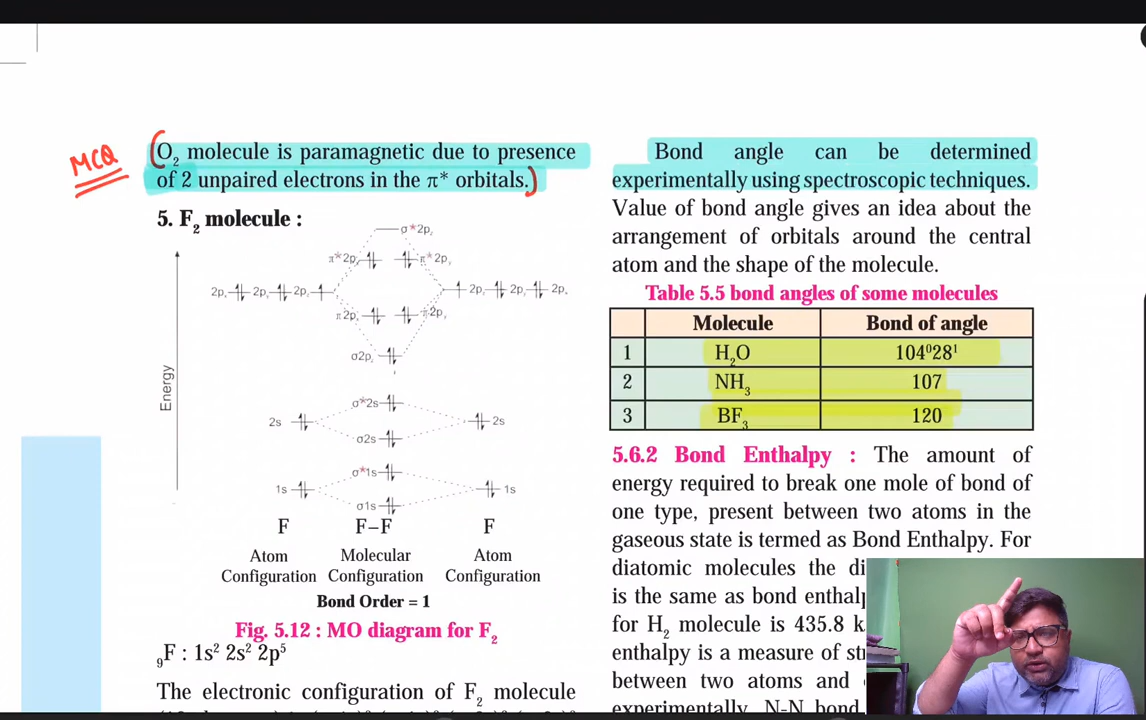 MCQ
(O₂ molecule is paramagnetic due to presence
of 2 unpaired electrons in the π* orbitals.)
5. F₂ molecule :
σ*2pz
π*2px
π*2py
2px 2py 2pz
2px 2py 2pz
π2px
π2py
σ2pz
σ*2s
2s
2s
σ2s
σ*1s
1s
1s
σ1s
Energy
F F–F F
Atom Molecular Atom
Configuration Configuration Configuration
Bond Order = 1
Fig. 5.12 : MO diagram for F₂
₉F : 1s² 2s² 2p⁵
The electronic configuration of F₂ molecule
Bond angle can be determined
experimentally using spectroscopic techniques.
Value of bond angle gives an idea about the
arrangement of orbitals around the central
atom and the shape of the molecule.
Table 5.5 bond angles of some molecules
Molecule Bond of angle
1 H₂O 104⁰28¹
2 NH₃ 107
3 BF₃ 120
5.6.2 Bond Enthalpy : The amount of
energy required to break one mole of bond of
one type, present between two atoms in the
gaseous state is termed as Bond Enthalpy. For
diatomic molecules the di
is the same as bond enthal
for H₂ molecule is 435.8 k
enthalpy is a measure of st
between two atoms and
experimentally. N-N bond